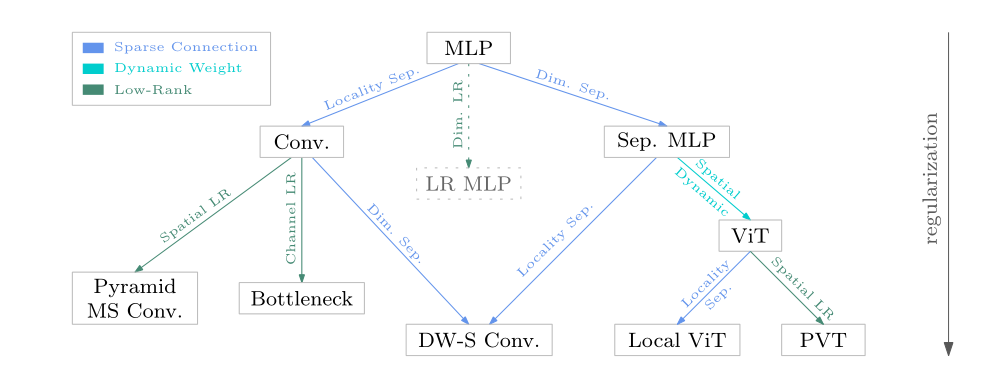 Sparse Connection
Dynamic Weight
Low-Rank
MLP
Locality Sep.
Dim. LR
Dim. Sep.
Conv.
Sep. MLP
LR MLP
Spatial LR
Channel LR
Dim. Sep.
Locality Sep.
Spatial
Dynamic
ViT
Pyramid
MS Conv.
Bottleneck
Locality
Sep.
Spatial LR
DW-S Conv.
Local ViT
PVT
regularization